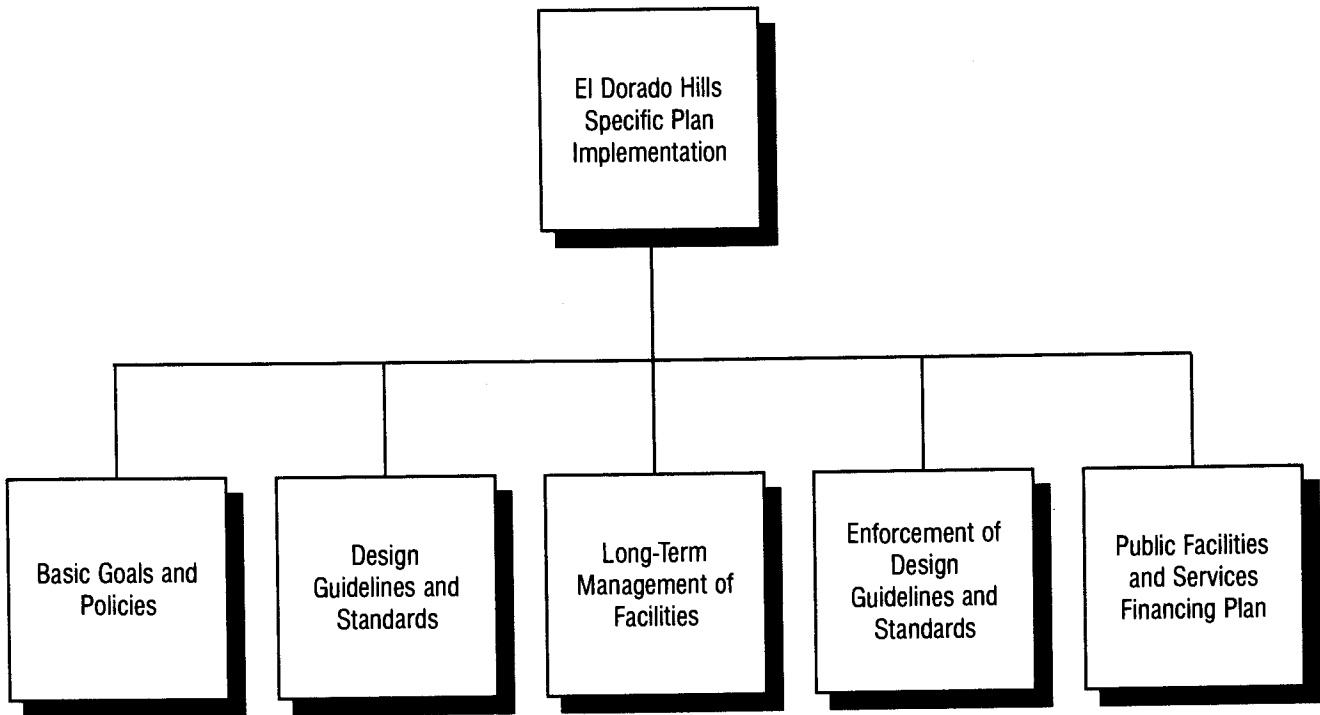 El Dorado Hills
Specific Plan
Implementation
Basic Goals and
Policies
Design
Guidelines and
Standards
Long-Term
Management of
Facilities
Enforcement of
Design
Guidelines and
Standards
Public Facilities
and Services
Financing Plan